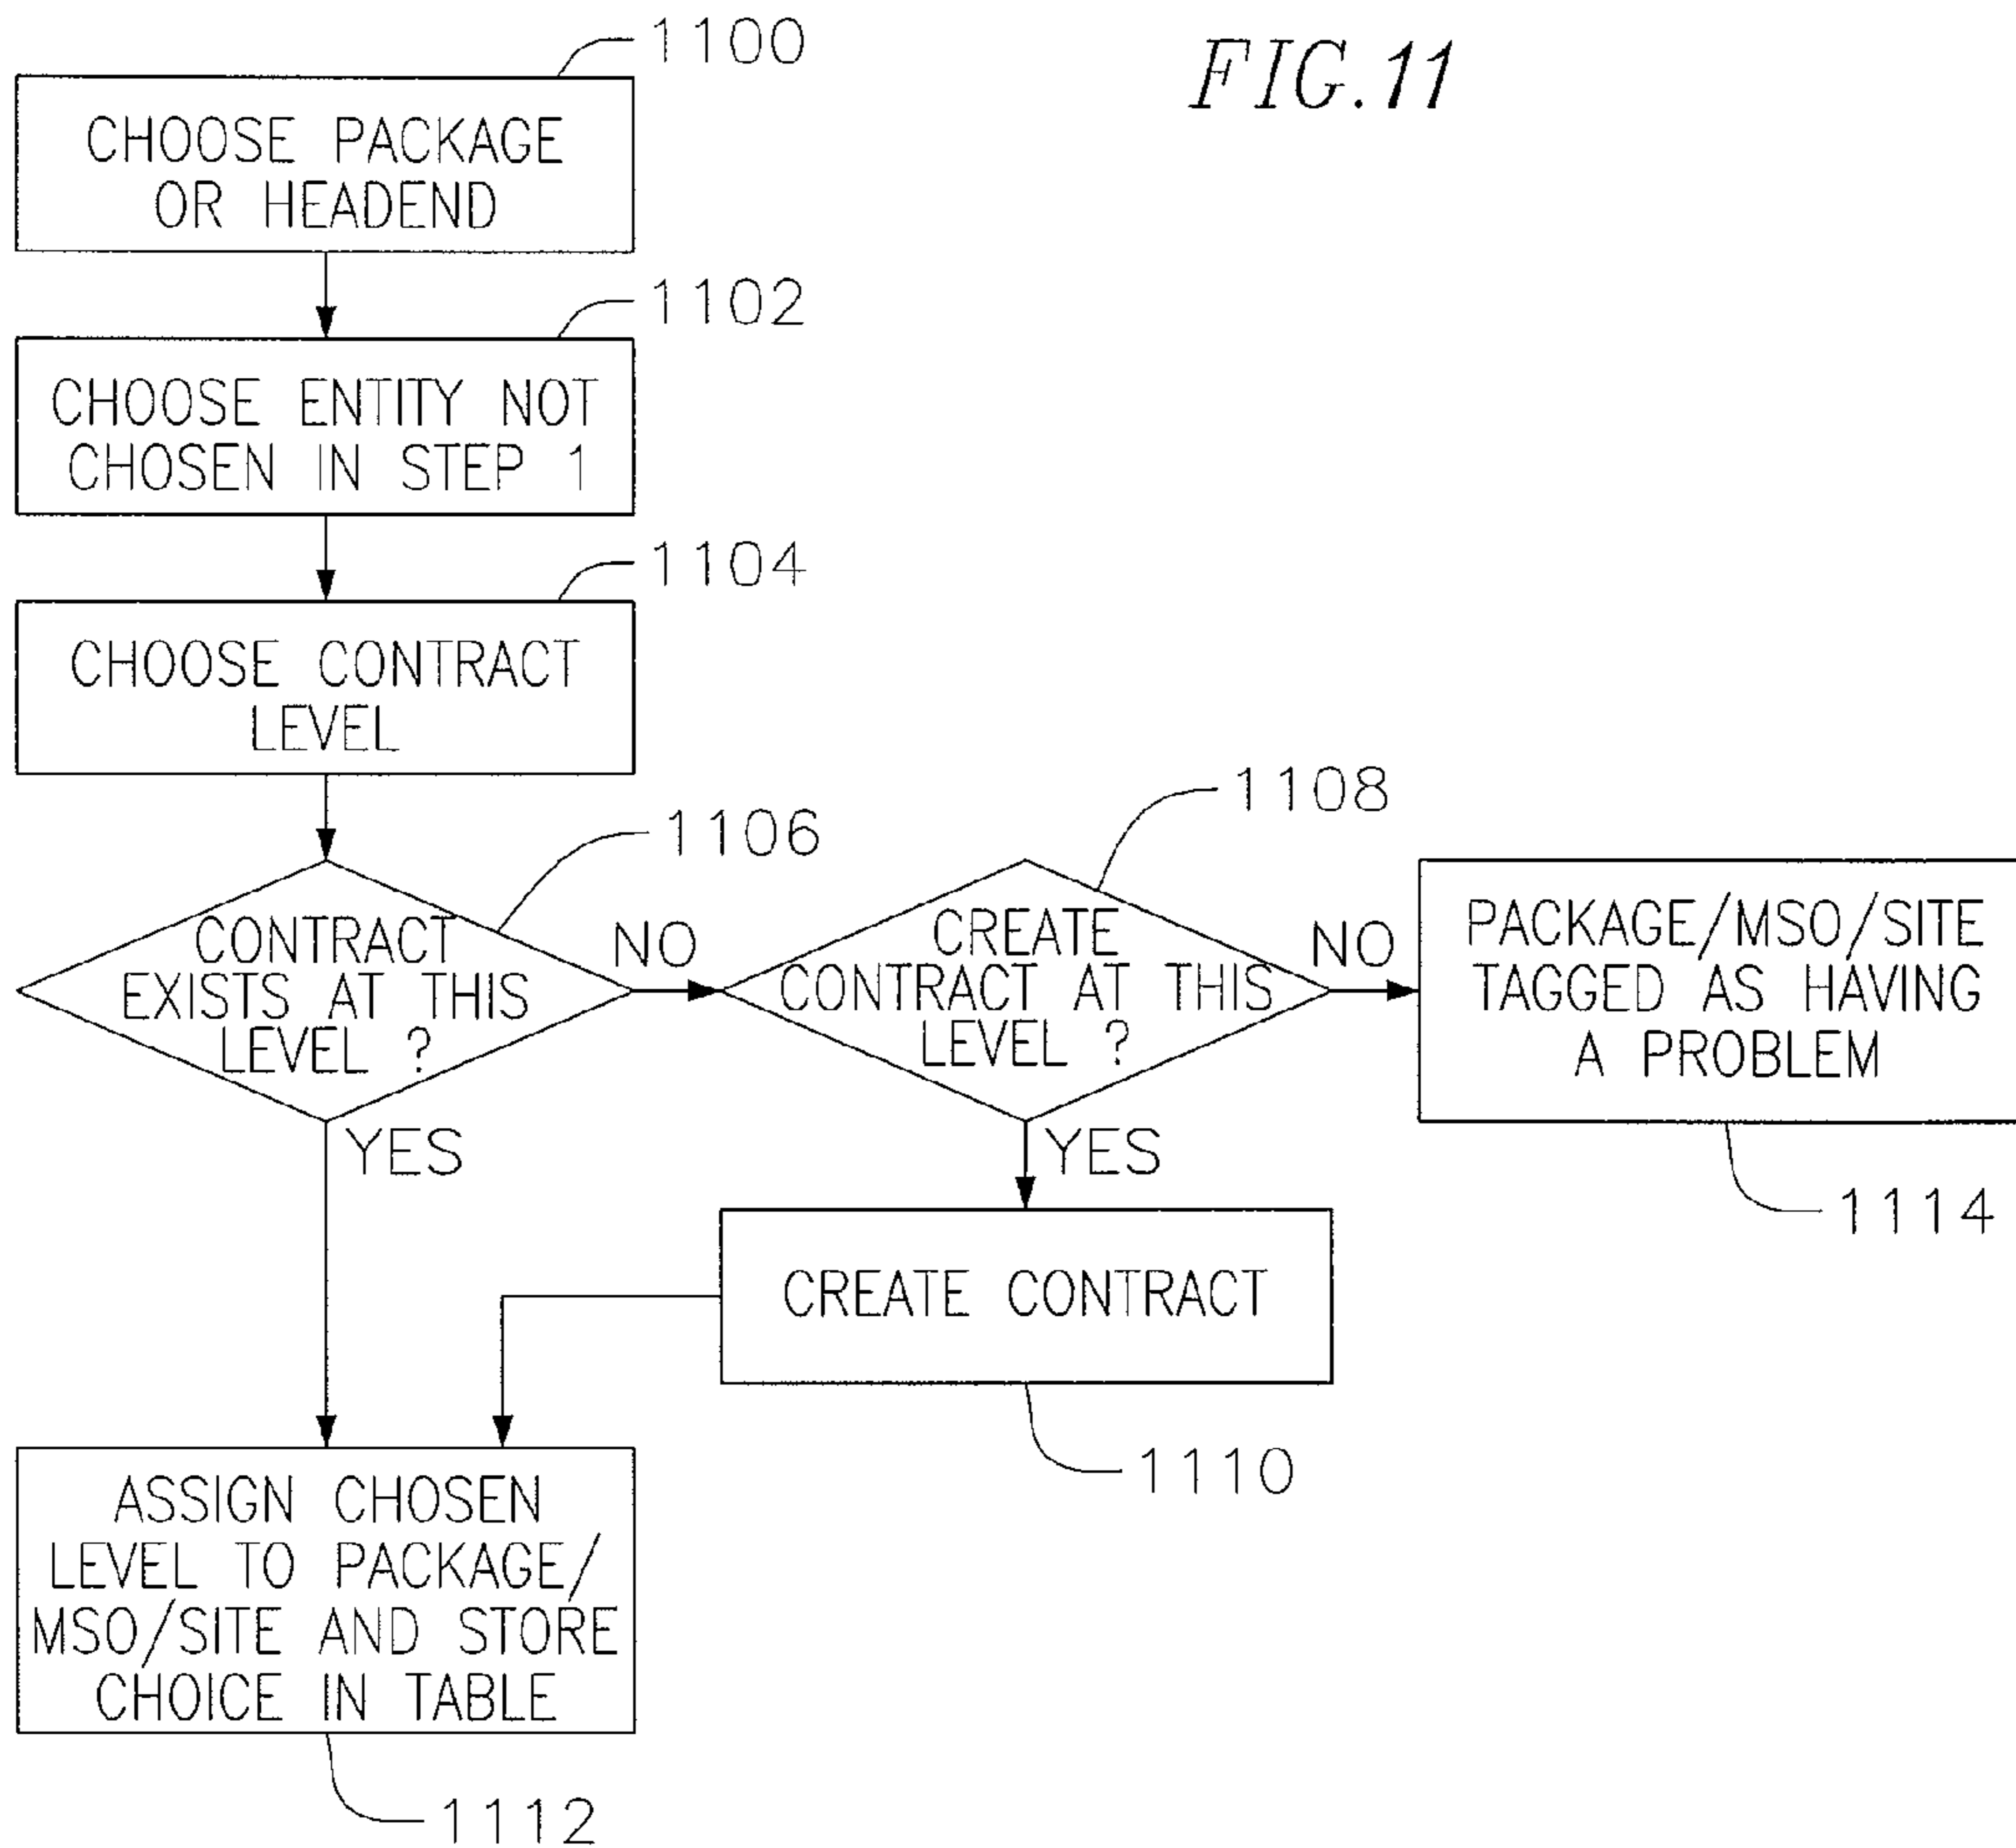 FIG.11
1100
CHOOSE PACKAGE
OR HEADEND
1102
CHOOSE ENTITY NOT
CHOSEN IN STEP 1
1104
CHOOSE CONTRACT
LEVEL
1106
CONTRACT
EXISTS AT THIS
LEVEL ?
NO
YES
1108
CREATE
CONTRACT AT THIS
LEVEL ?
NO
YES
PACKAGE/MSO/SITE
TAGGED AS HAVING
A PROBLEM
1114
CREATE CONTRACT
1110
ASSIGN CHOSEN
LEVEL TO PACKAGE/
MSO/SITE AND STORE
CHOICE IN TABLE
1112